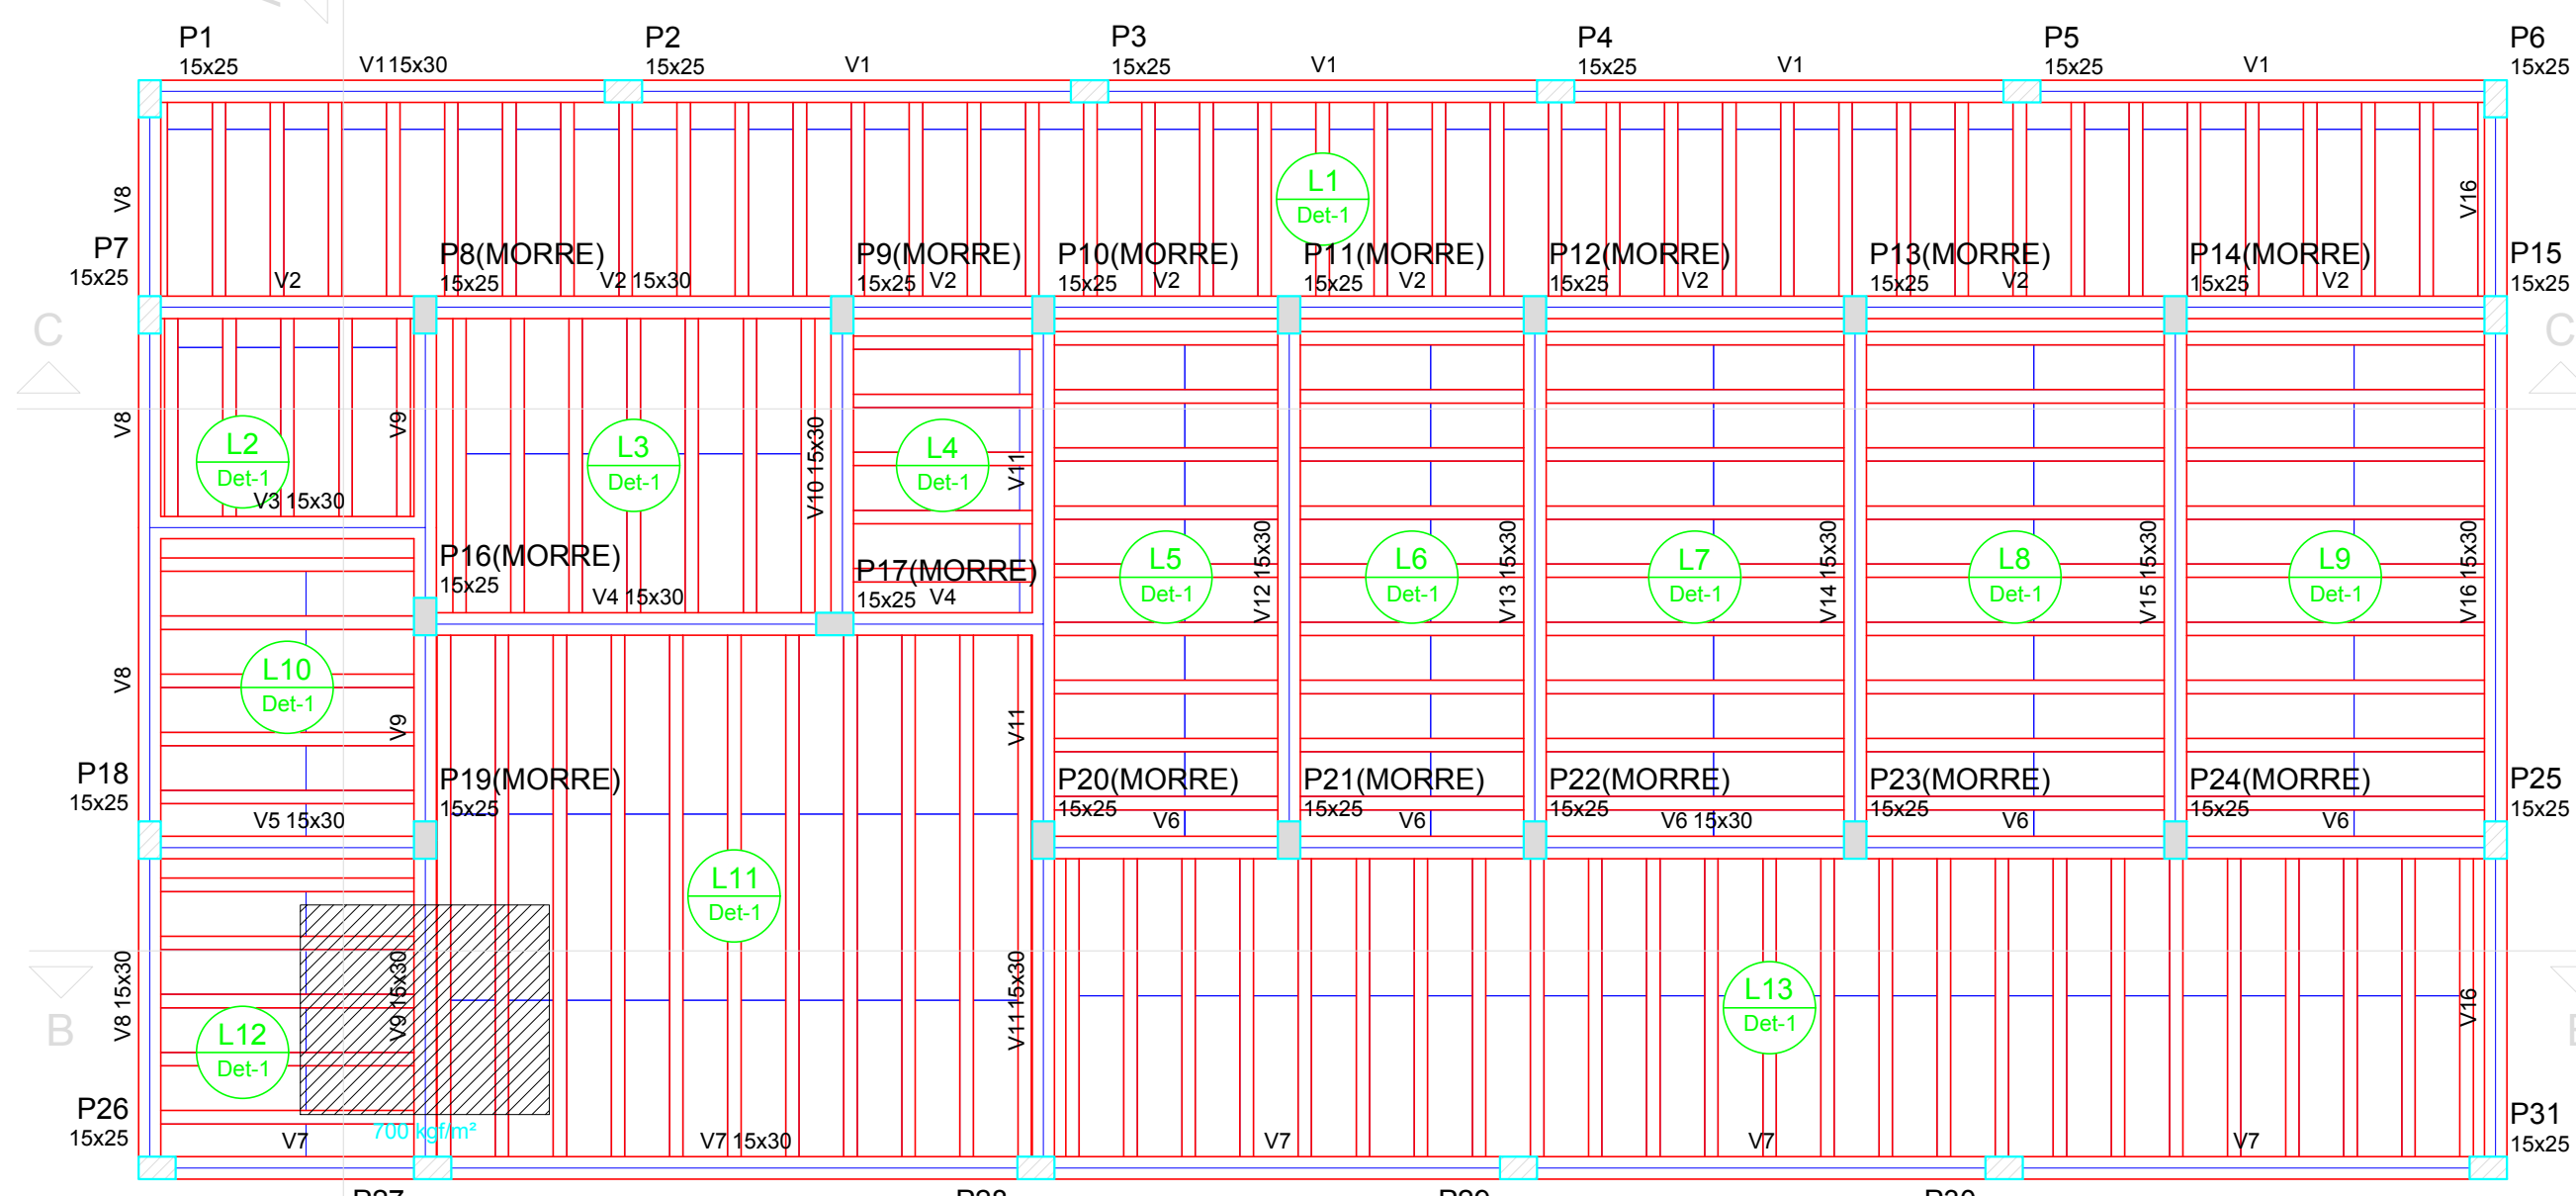 P1
15x25
V1 15x30
P2
15x25
V1
P3
15x25
V1
P4
15x25
V1
P5
15x25
V1
P6
15x25
V8
L1
Det-1
V16
P7
15x25
V2
P8(MORRE)
15x25
V2 15x30
P9(MORRE)
15x25
V2
P10(MORRE)
15x25
V2
P11(MORRE)
15x25
V2
P12(MORRE)
15x25
V2
P13(MORRE)
15x25
V2
P14(MORRE)
15x25
V2
P15
15x25
C
C
V8
L2
Det-1
V9
V3 15x30
L3
Det-1
V10 15x30
L4
Det-1
V11
P16(MORRE)
15x25
V4 15x30
P17(MORRE)
15x25
V4
L5
Det-1
V12 15x30
L6
Det-1
V13 15x30
L7
Det-1
V14 15x30
L8
Det-1
V15 15x30
L9
Det-1
V16 15x30
V8
L10
Det-1
V9
V11
P18
15x25
V5 15x30
P19(MORRE)
15x25
P20(MORRE)
15x25
V6
P21(MORRE)
15x25
V6
P22(MORRE)
15x25
V6 15x30
P23(MORRE)
15x25
V6
P24(MORRE)
15x25
V6
P25
15x25
L11
Det-1
V8 15x30
V9 15x30
V11 15x30
L13
Det-1
V16
B
L12
Det-1
P26
15x25
V7
700 kgf/m²
V7 15x30
V7
V7
V7
P31
15x25
P27
P28
P29
P30